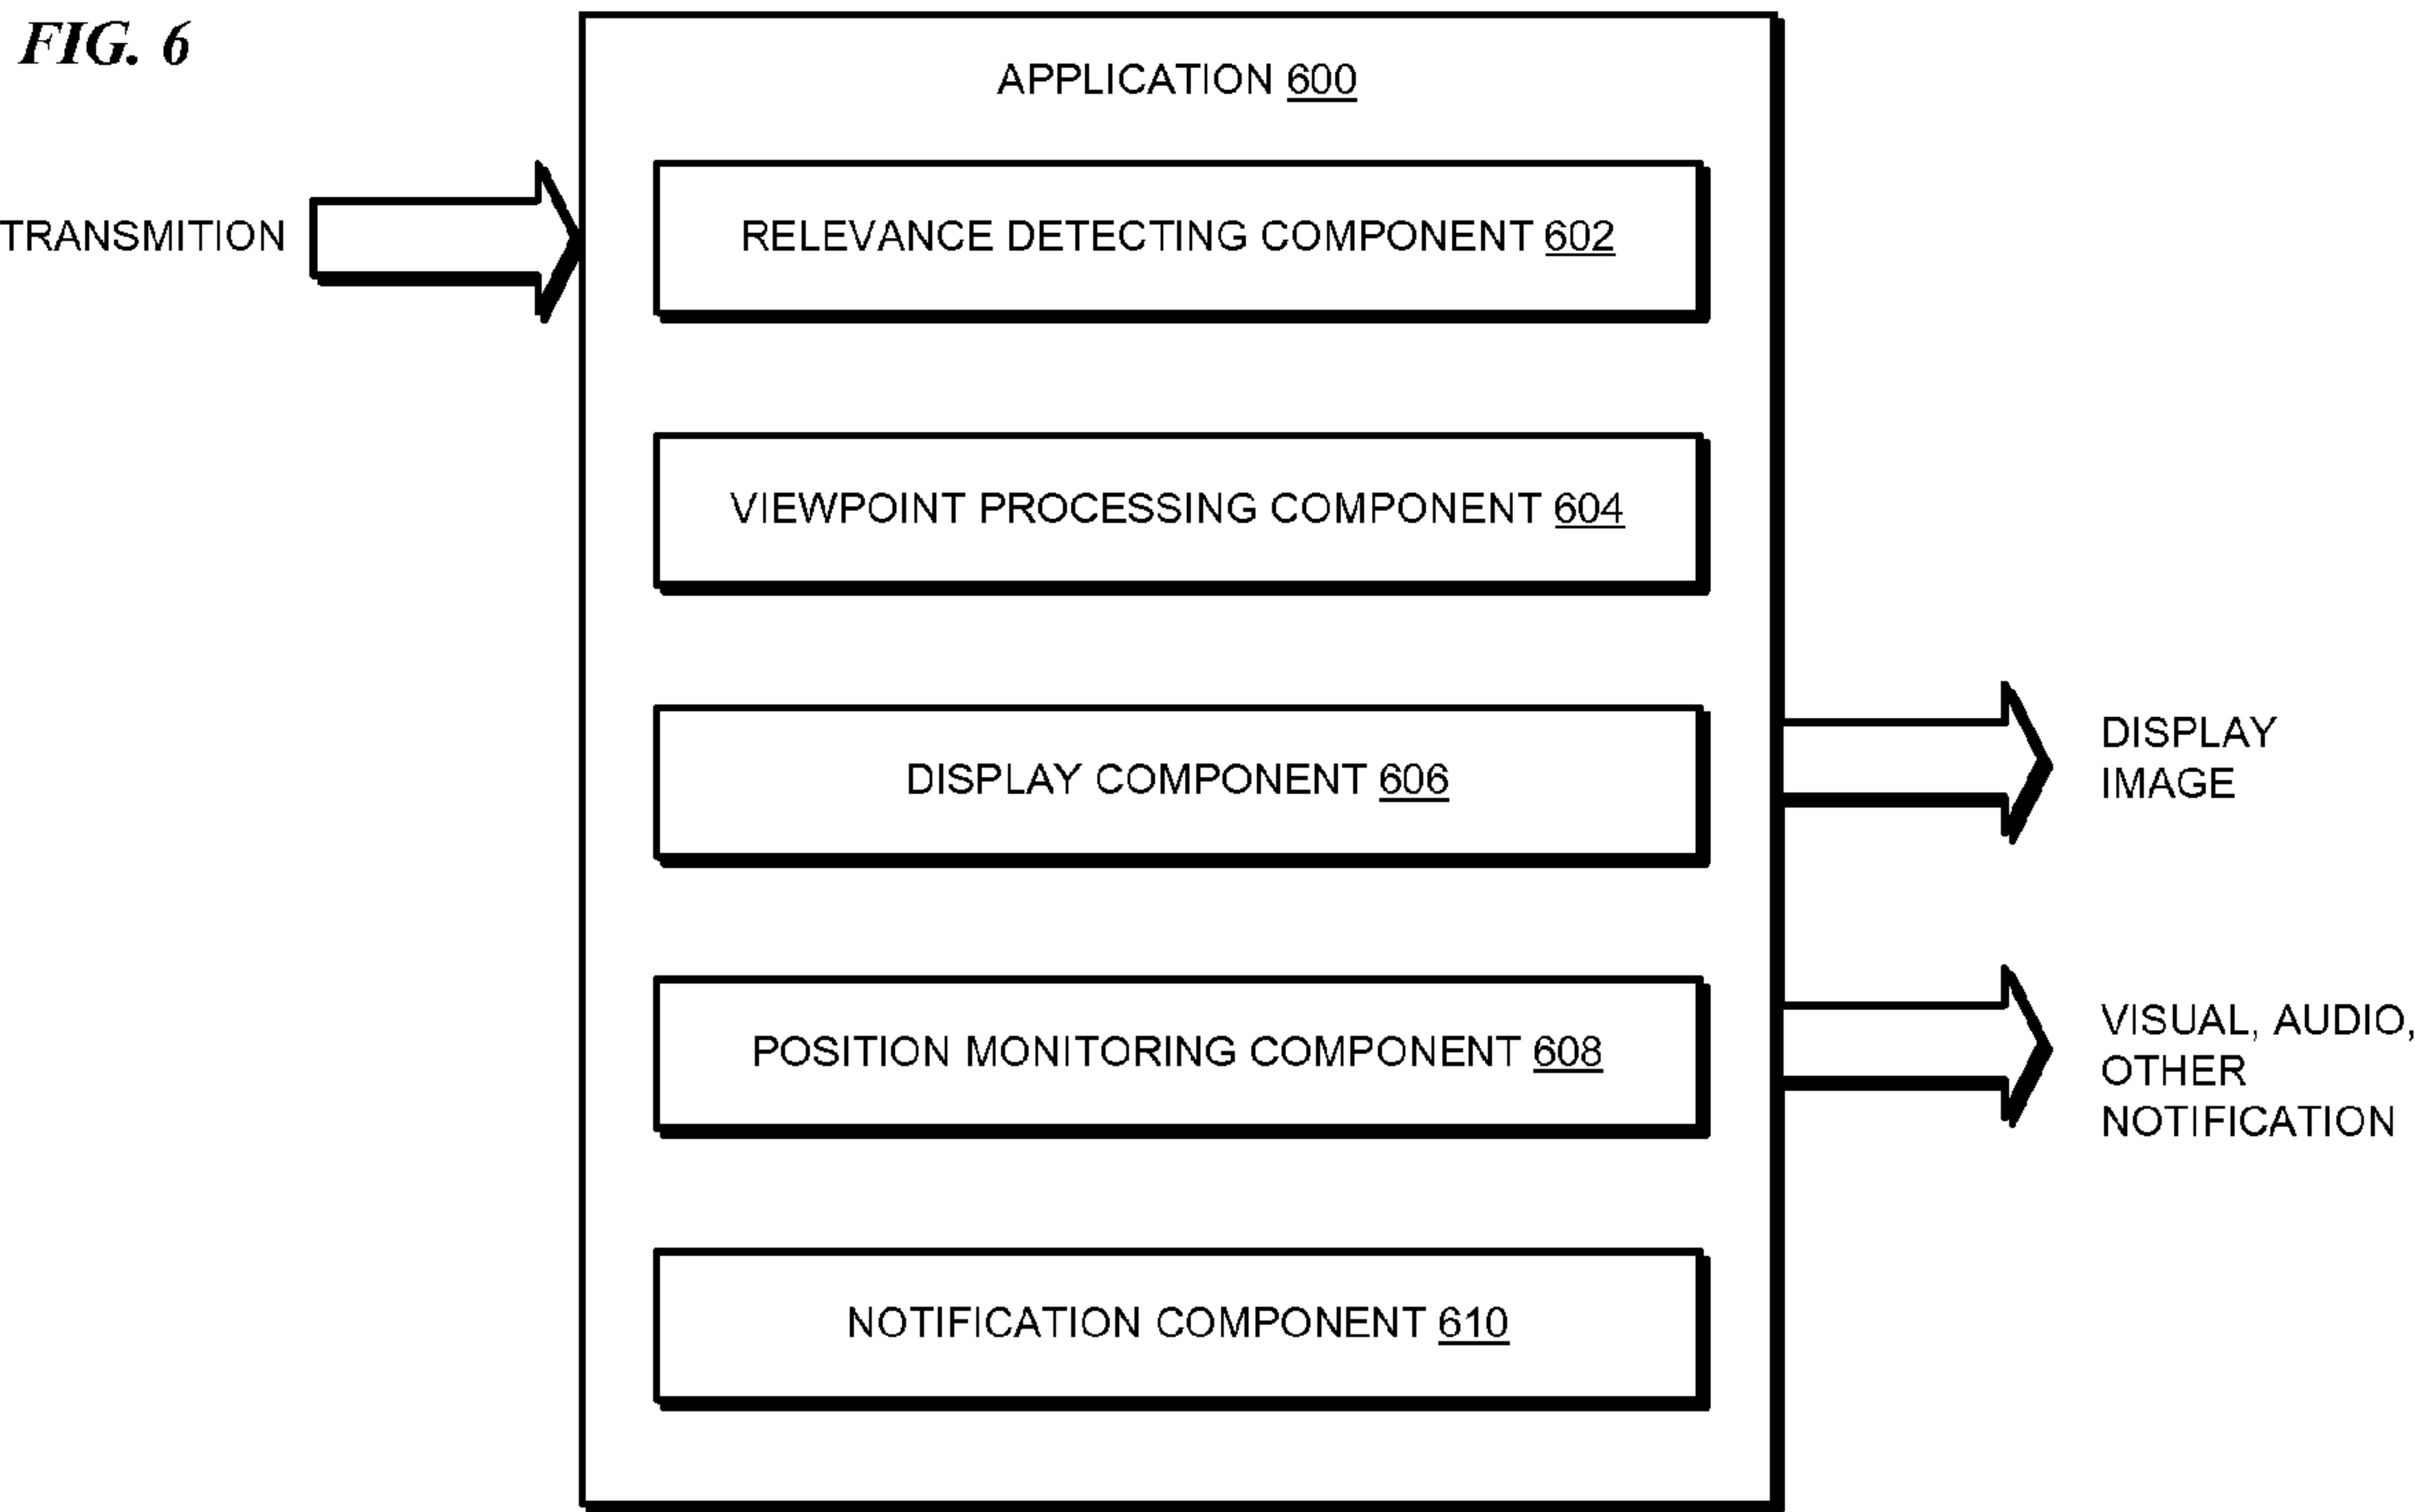 FIG. 6
APPLICATION 600
TRANSMITION
RELEVANCE DETECTING COMPONENT 602
VIEWPOINT PROCESSING COMPONENT 604
DISPLAY COMPONENT 606
DISPLAY
IMAGE
POSITION MONITORING COMPONENT 608
VISUAL, AUDIO,
OTHER
NOTIFICATION
NOTIFICATION COMPONENT 610